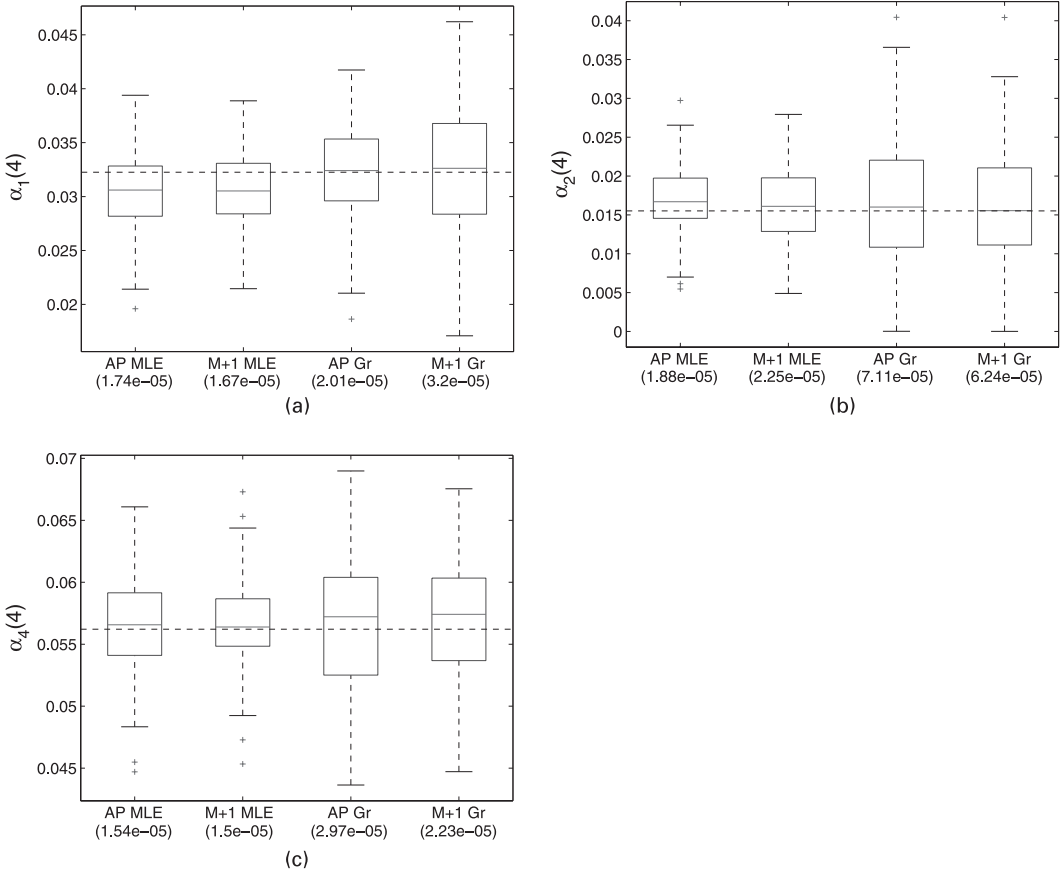 0.045
0.04
0.035
0.03
0.025
0.02
α1(4)
AP MLE M+1 MLE AP Gr M+1 Gr
(1.74e−05) (1.67e−05) (2.01e−05) (3.2e−05)
(a)
0.04
0.035
0.03
0.025
0.02
0.015
0.01
0.005
0
α2(4)
AP MLE M+1 MLE AP Gr M+1 Gr
(1.88e−05) (2.25e−05) (7.11e−05) (6.24e−05)
(b)
0.07
0.065
0.06
0.055
0.05
0.045
α4(4)
AP MLE M+1 MLE AP Gr M+1 Gr
(1.54e−05) (1.5e−05) (2.97e−05) (2.23e−05)
(c)